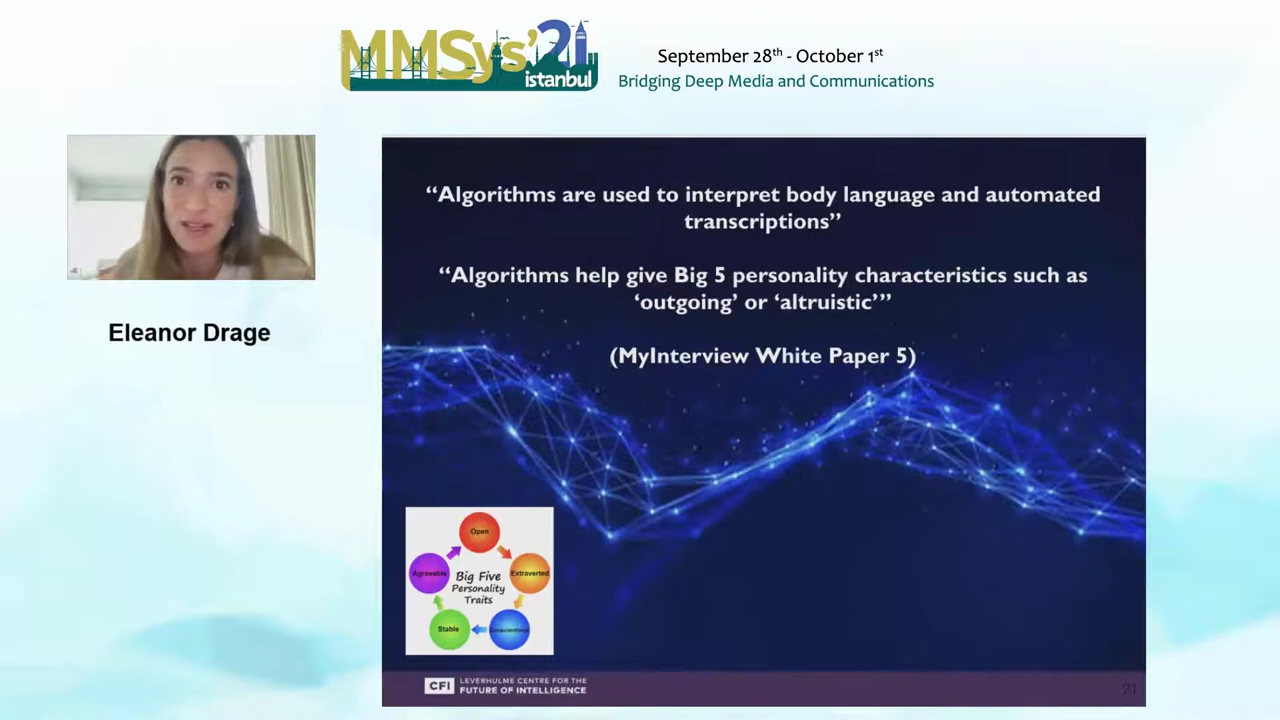 MMSys'21
istanbul
September 28th - October 1st
Bridging Deep Media and Communications
Eleanor Drage
“Algorithms are used to interpret body language and automated
transcriptions”
“Algorithms help give Big 5 personality characteristics such as
‘outgoing’ or ‘altruistic’”
(MyInterview White Paper 5)
Open
Agreeable
Extraverted
Big Five
Personality
Traits
Stable
Conscientious
CFI
LEVERHULME CENTRE FOR THE
FUTURE OF INTELLIGENCE
21